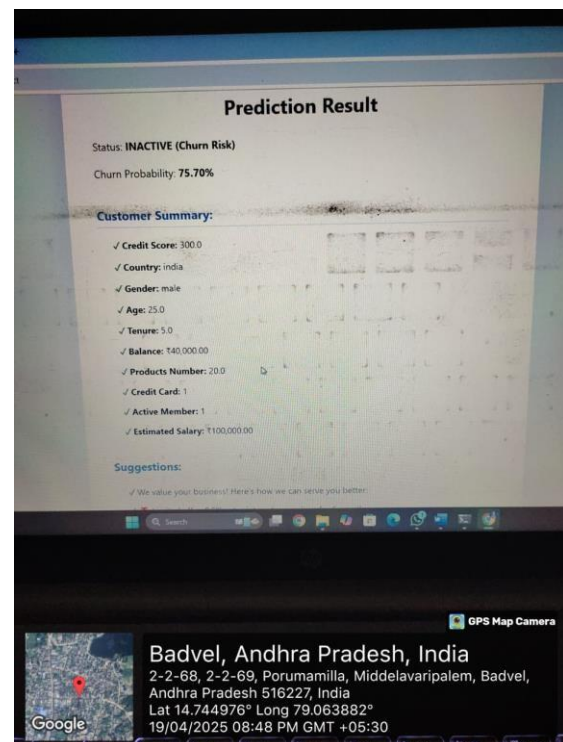 Prediction Result
Status: INACTIVE (Churn Risk)
Churn Probability: 75.70%
Customer Summary:
✓ Credit Score: 300.0
✓ Country: india
✓ Gender: male
✓ Age: 25.0
✓ Tenure: 5.0
✓ Balance: ₹40,000.00
✓ Products Number: 20.0
✓ Credit Card: 1
✓ Active Member: 1
✓ Estimated Salary: ₹100,000.00
Suggestions:
✓ We value your business! Here's how we can serve you better:
Search
GPS Map Camera
Badvel, Andhra Pradesh, India
2-2-68, 2-2-69, Porumamilla, Middelavaripalem, Badvel,
Andhra Pradesh 516227, India
Lat 14.744976° Long 79.063882°
19/04/2025 08:48 PM GMT +05:30
Google